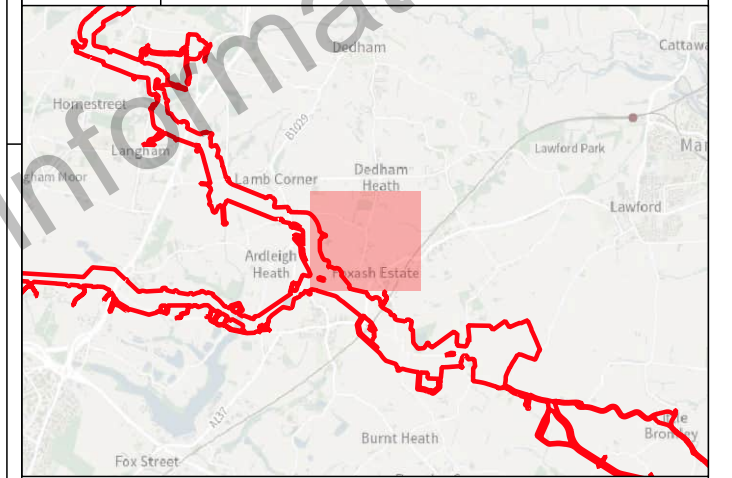 Dedham
Cattawa
Homestreet
B1029
Langham
Lawford Park
Ma
gham Moor
Lamb Corner
Dedham
Heath
Lawford
Ardleigh
Heath
Foxash Estate
A137
Burnt Heath
Bromley
Fox Street
Informat